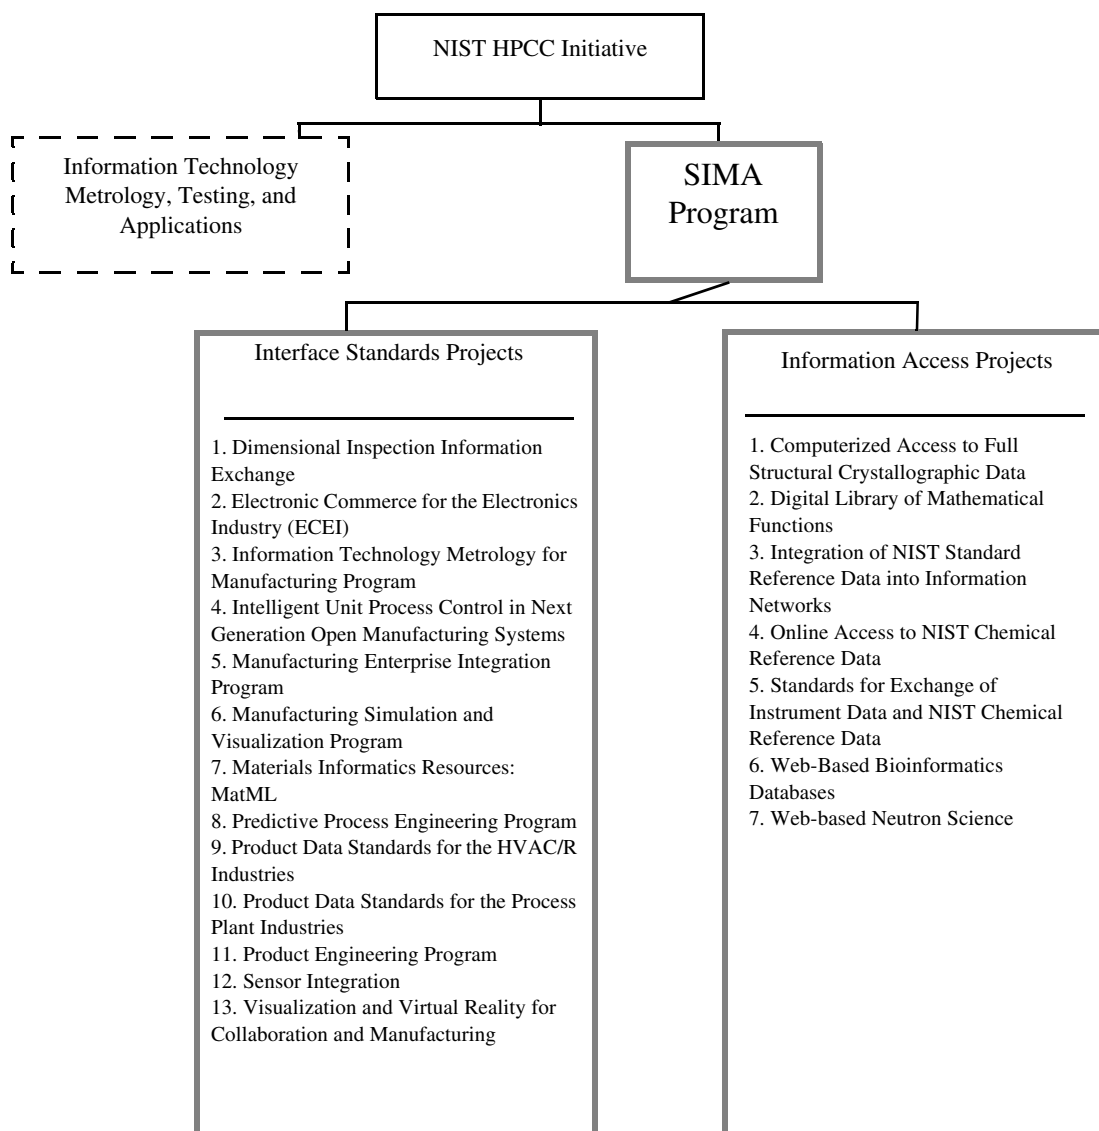 NIST HPCC Initiative
Information Technology
Metrology, Testing, and
Applications
SIMA
Program
Interface Standards Projects
1. Dimensional Inspection Information
Exchange
2. Electronic Commerce for the Electronics
Industry (ECEI)
3. Information Technology Metrology for
Manufacturing Program
4. Intelligent Unit Process Control in Next
Generation Open Manufacturing Systems
5. Manufacturing Enterprise Integration
Program
6. Manufacturing Simulation and
Visualization Program
7. Materials Informatics Resources:
MatML
8. Predictive Process Engineering Program
9. Product Data Standards for the HVAC/R
Industries
10. Product Data Standards for the Process
Plant Industries
11. Product Engineering Program
12. Sensor Integration
13. Visualization and Virtual Reality for
Collaboration and Manufacturing
Information Access Projects
1. Computerized Access to Full
Structural Crystallographic Data
2. Digital Library of Mathematical
Functions
3. Integration of NIST Standard
Reference Data into Information
Networks
4. Online Access to NIST Chemical
Reference Data
5. Standards for Exchange of
Instrument Data and NIST Chemical
Reference Data
6. Web-Based Bioinformatics
Databases
7. Web-based Neutron Science